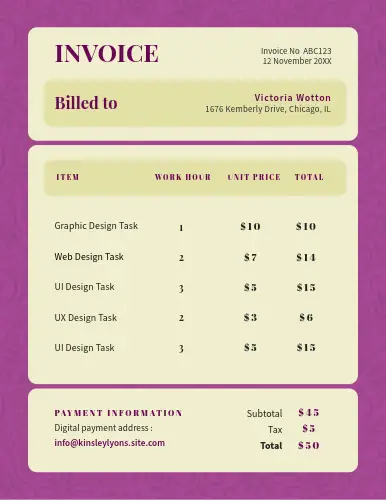 INVOICE
Invoice No ABC123
12 November 20XX
Billed to
Victoria Wotton
1676 Kemberly Drive, Chicago, IL
ITEM WORK HOUR UNIT PRICE TOTAL
Graphic Design Task 1 $10 $10
Web Design Task 2 $7 $14
UI Design Task 3 $5 $15
UX Design Task 2 $3 $6
UI Design Task 3 $5 $15
PAYMENT INFORMATION
Digital payment address :
info@kinsleylyons.site.com
Subtotal $45
Tax $5
Total $50